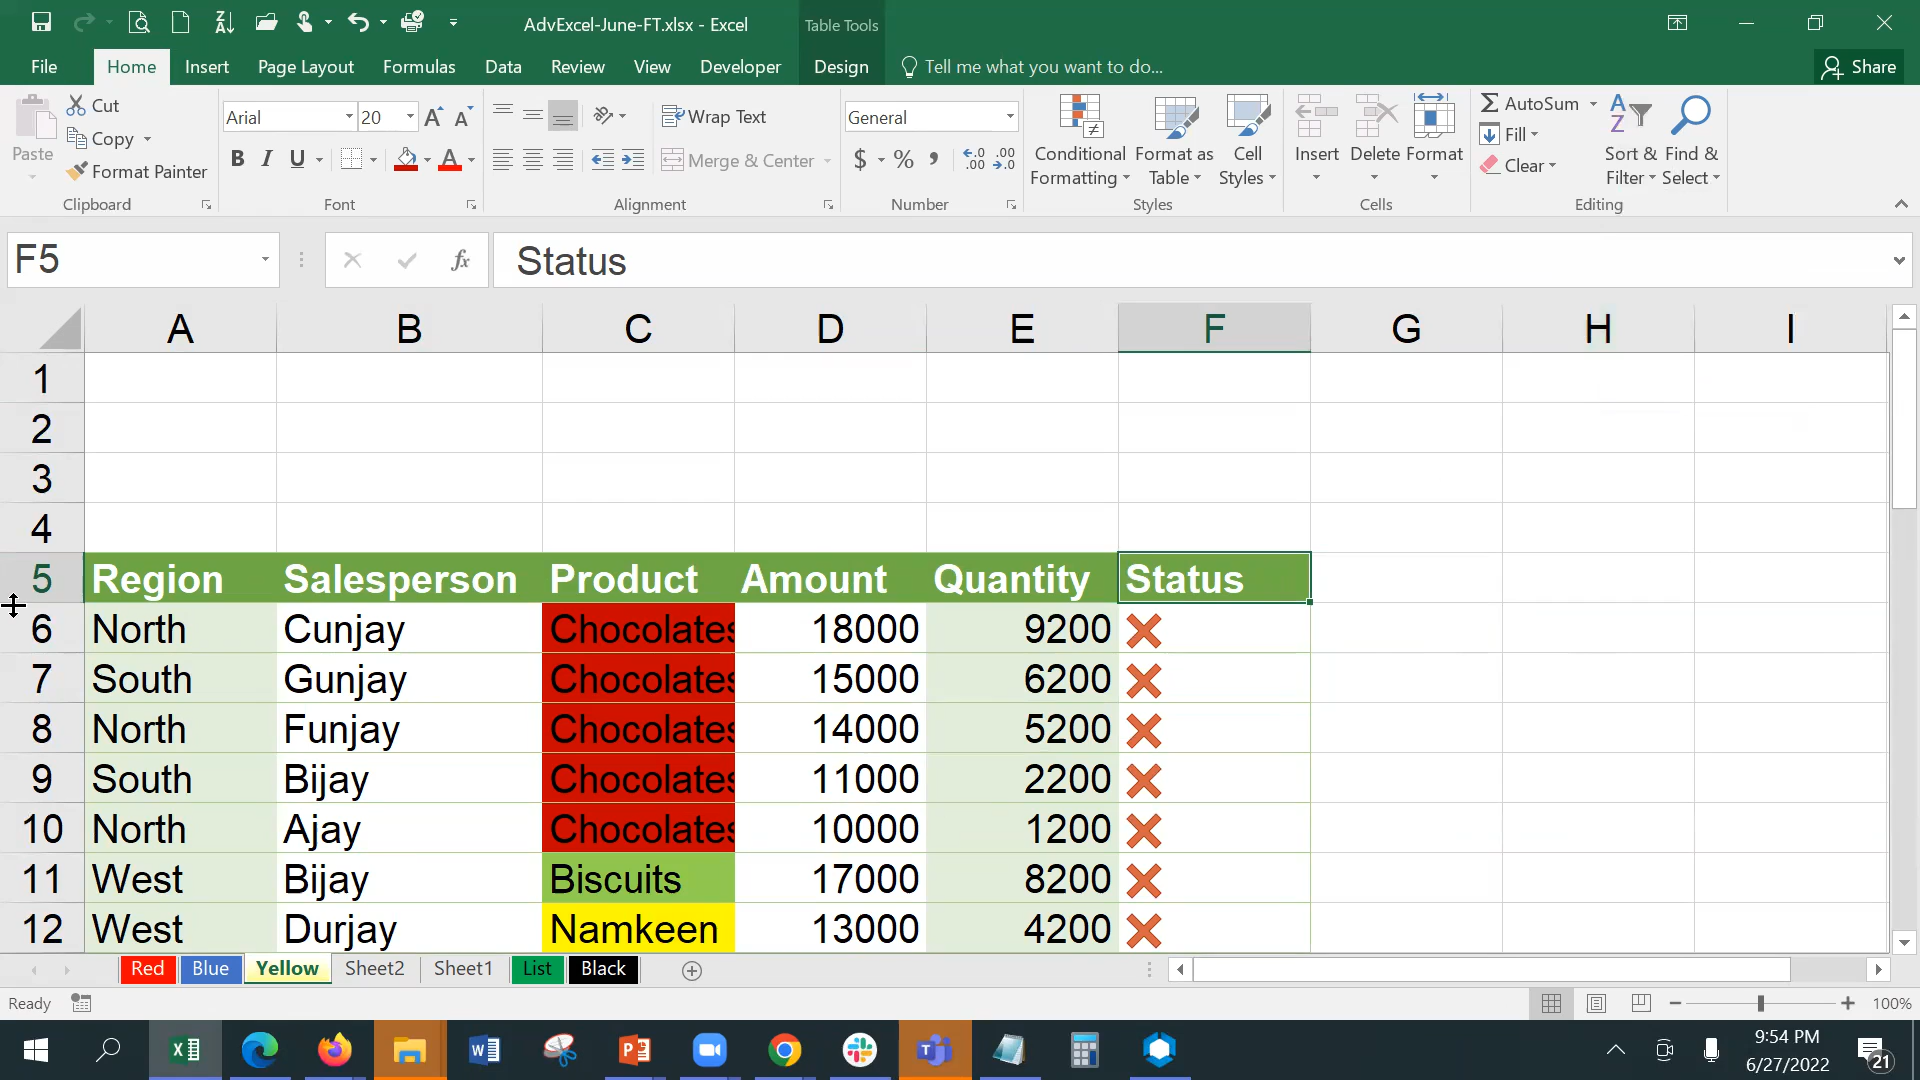 AdvExcel-June-FT.xlsx - Excel
Table Tools
File Home Insert Page Layout Formulas Data Review View Developer Design Tell me what you want to do... Share
Paste
Cut
Copy
Format Painter
Clipboard
Arial 20
B I U
Font
Wrap Text
Merge & Center
Alignment
General
$ % ,
Number
Conditional Formatting
Format as Table
Cell Styles
Styles
Insert
Delete
Format
Cells
AutoSum
Fill
Clear
Sort & Filter
Find & Select
Editing
F5 fx Status
A B C D E F G H I
1
2
3
4
5 Region Salesperson Product Amount Quantity Status
6 North Cunjay Chocolates 18000 9200
7 South Gunjay Chocolates 15000 6200
8 North Funjay Chocolates 14000 5200
9 South Bijay Chocolates 11000 2200
10 North Ajay Chocolates 10000 1200
11 West Bijay Biscuits 17000 8200
12 West Durjay Namkeen 13000 4200
Red Blue Yellow Sheet2 Sheet1 List Black
Ready 100%
9:54 PM
6/27/2022
21